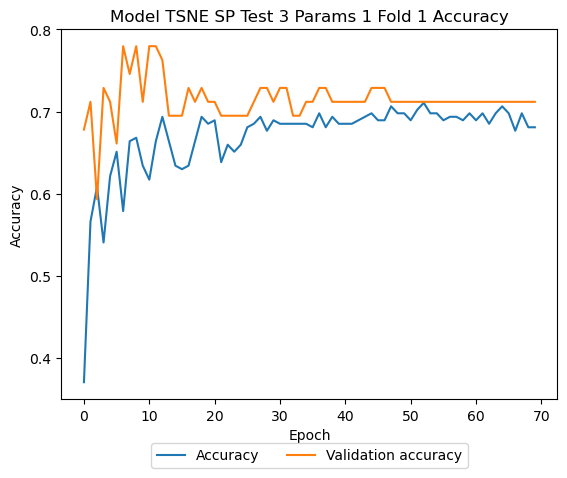 Model TSNE SP Test 3 Params 1 Fold 1 Accuracy
0.8
0.7
0.6
0.5
0.4
Accuracy
0 10 20 30 40 50 60 70
Epoch
Accuracy Validation accuracy